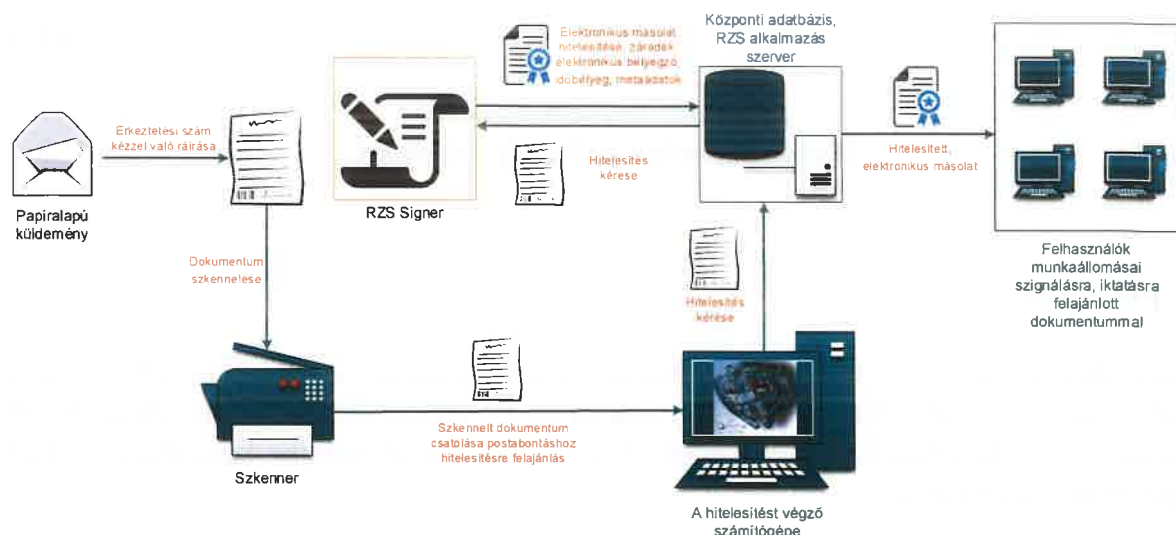 Központi adatbázis,
RZS alkalmazás
szerver
Elektronikus másolat,
hitelesítése, záradék,
elektronikus bélyegző,
időbélyeg, metaadatok
Érkeztetési szám
kézzel való ráírása
Hitelesítés
kérese
Hitelesített,
elektronikus másolat
RZS Signer
Papíralapú
küldemény
Dokumentum
szkennelése
Hitelesítés
kérése
Felhasználók
munkaállomásai
szignálásra, iktatásra
felajánlott
dokumentummal
Szkennelt dokumentum
csatolása postabontáshoz
hitelesítésre felajánlás
Szkenner
A hitelesítést végző
számítógépe